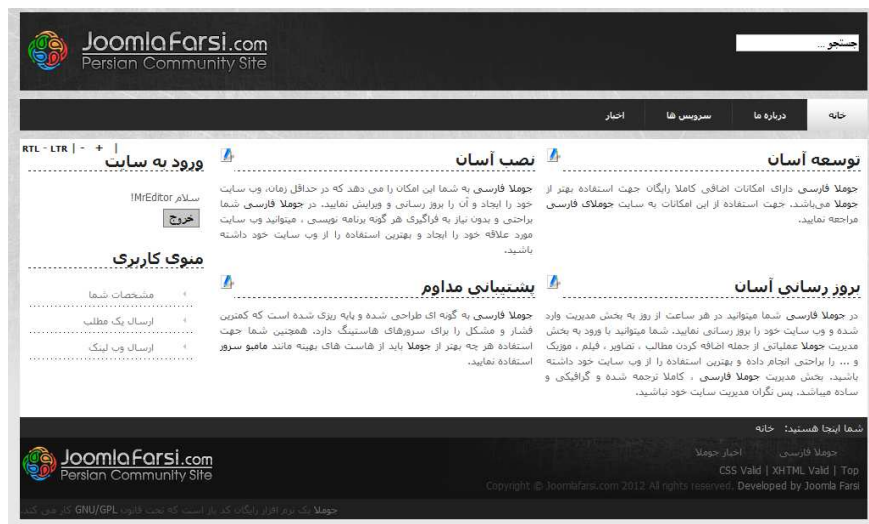 JoomlaFarsi.com
Persian Community Site
جستجو ...
خانه
درباره ما
سرویس ها
اخبار
توسعه آسان
جوملا فارسی دارای امکانات اضافی کاملا رایگان جهت استفاده بهتر از
جوملا می‌باشد. جهت استفاده از این امکانات به سایت جوملای فارسی
مراجعه نمایید.
نصب آسان
جوملا فارسی به شما این امکان را می دهد که در حداقل زمان، وب سایت
خود را ایجاد و آن را بروز رسانی و ویرایش نمایید. در جوملا فارسی شما
براحتی و بدون نیاز به فراگیری هر گونه برنامه نویسی ، میتوانید وب سایت
مورد علاقه خود را ایجاد و بهترین استفاده را از وب سایت خود داشته
باشید.
RTL - LTR | - + |
ورود به سایت
سلام MrEditor!
خروج
منوی کاربری
مشخصات شما
ارسال یک مطلب
ارسال وب لینک
بروز رسانی آسان
در جوملا فارسی شما میتوانید در هر ساعت از روز به بخش مدیریت وارد
شده و وب سایت خود را بروز رسانی نمایید. شما میتوانید با ورود به بخش
مدیریت جوملا عملیاتی از جمله اضافه کردن مطالب ، تصاویر ، فیلم ، موزیک
و ... را براحتی انجام داده و بهترین استفاده را از وب سایت خود داشته
باشید. بخش مدیریت جوملا فارسی ، کاملا ترجمه شده و گرافیکی و
ساده میباشد. پس نگران مدیریت سایت خود نباشید.
پشتیبانی مداوم
جوملا فارسی به گونه ای طراحی شده و پایه ریزی شده است که کمترین
فشار و مشکل را برای سرورهای هاستینگ دارد. همچنین شما جهت
استفاده هر چه بهتر از جوملا باید از هاست های بهینه مانند مامبو سرور
استفاده نمایید.
شما اینجا هستید: خانه
جوملا فارسی
اخبار جوملا
CSS Valid | XHTML Valid | Top
Copyright © Joomlafarsi.com 2012 All rights reserved. Developed by Joomla Farsi
JoomlaFarsi.com
Persian Community Site
جوملا یک نرم افزار رایگان کد باز است که تحت قانون GNU/GPL کار می کند.